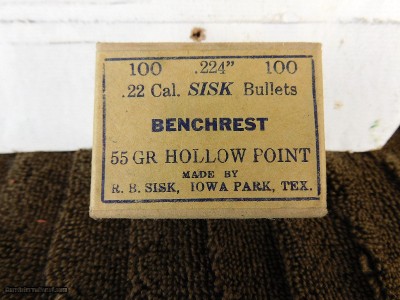 100 .224" 100
.22 Cal. SISK Bullets
BENCHREST
55 GR HOLLOW POINT
MADE BY
R. B. SISK, IOWA PARK, TEX.